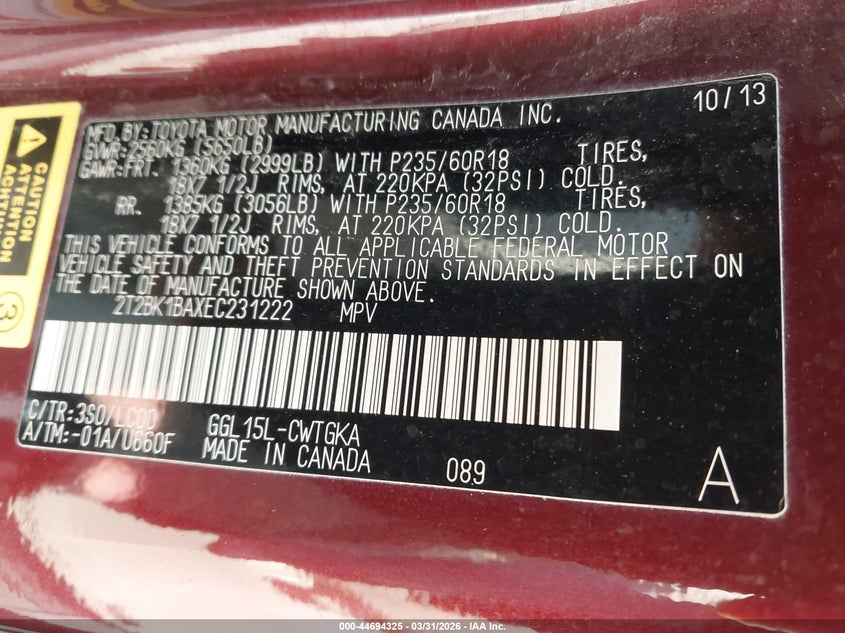 10/13
MFD.BY:TOYOTA MOTOR MANUFACTURING CANADA INC.
GVWR:2560KG(5650LB)
GAWR:FRT. 1360KG(2999LB)WITH P235/60R18 TIRES,
18X7 1/2J RIMS, AT 220KPA(32PSI)COLD.
RR. 1385KG(3056LB)WITH P235/60R18 TIRES,
18X7 1/2J RIMS, AT 220KPA(32PSI)COLD.
THIS VEHICLE CONFORMS TO ALL APPLICABLE FEDERAL MOTOR
VEHICLE SAFETY AND THEFT PREVENTION STANDARDS IN EFFECT ON
THE DATE OF MANUFACTURE SHOWN ABOVE.
2T2BK1BAXEC231222 MPV
C/TR:3S0/LC00 GGL15L-CWTGKA
A/TM:-01A/U660F MADE IN CANADA
089
A
CAUTION
ATTENTION
3
000-44694325 — 03/31/2026 — IAA Inc.